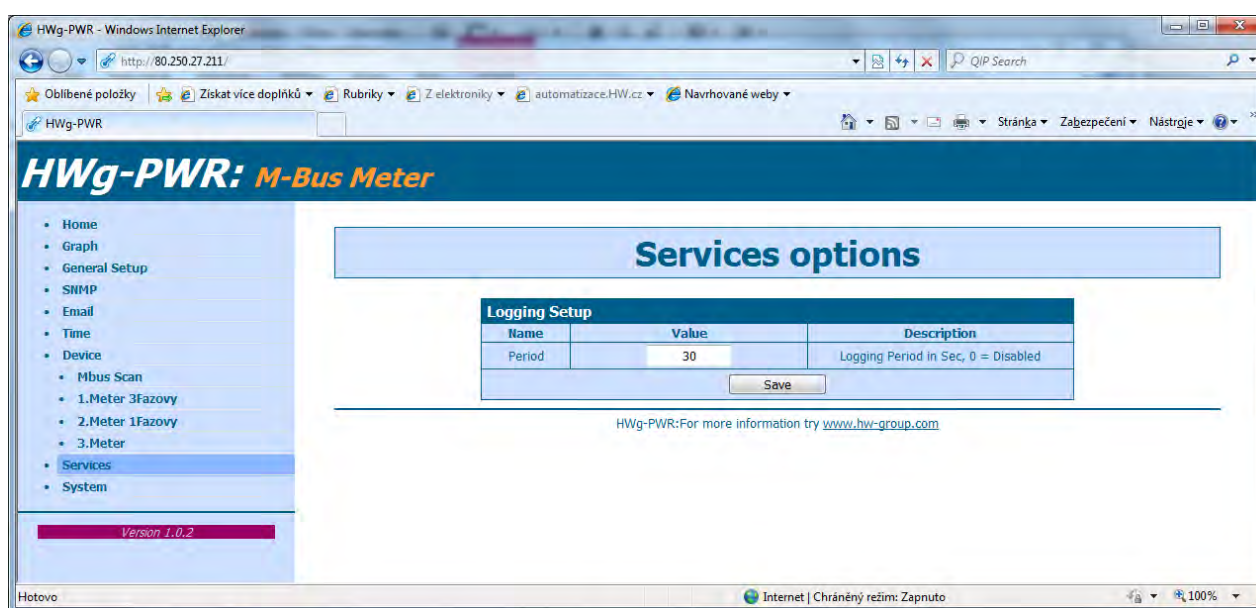 HWg-PWR - Windows Internet Explorer
http://80.250.27.211/
QIP Search
Oblíbené položky Získat více doplňků Rubriky Z elektroniky automatizace.HW.cz Navrhované weby
HWg-PWR
Stránka Zabezpečení Nástroje
HWg-PWR: M-Bus Meter
• Home
• Graph
• General Setup
• SNMP
• Email
• Time
• Device
• Mbus Scan
• 1.Meter 3Fazovy
• 2.Meter 1Fazovy
• 3.Meter
• Services
• System
Version 1.0.2
Services options
Logging Setup
Name Value Description
Period 30 Logging Period in Sec, 0 = Disabled
Save
HWg-PWR:For more information try www.hw-group.com
Hotovo
Internet | Chráněný režim: Zapnuto
100%